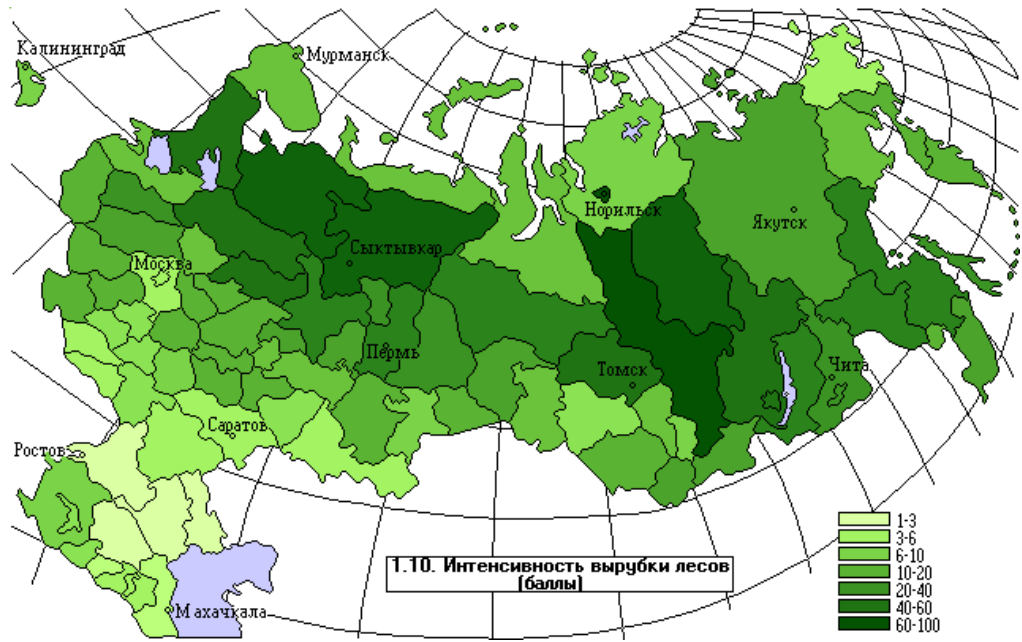 Калининград
Мурманск
Норильск
Якутск
Сыктывкар
Москва
Пермь
Томск
Чита
Саратов
Ростов
Махачкала
1.10. Интенсивность вырубки лесов
(баллы)
1-3
3-6
6-10
10-20
20-40
40-60
60-100